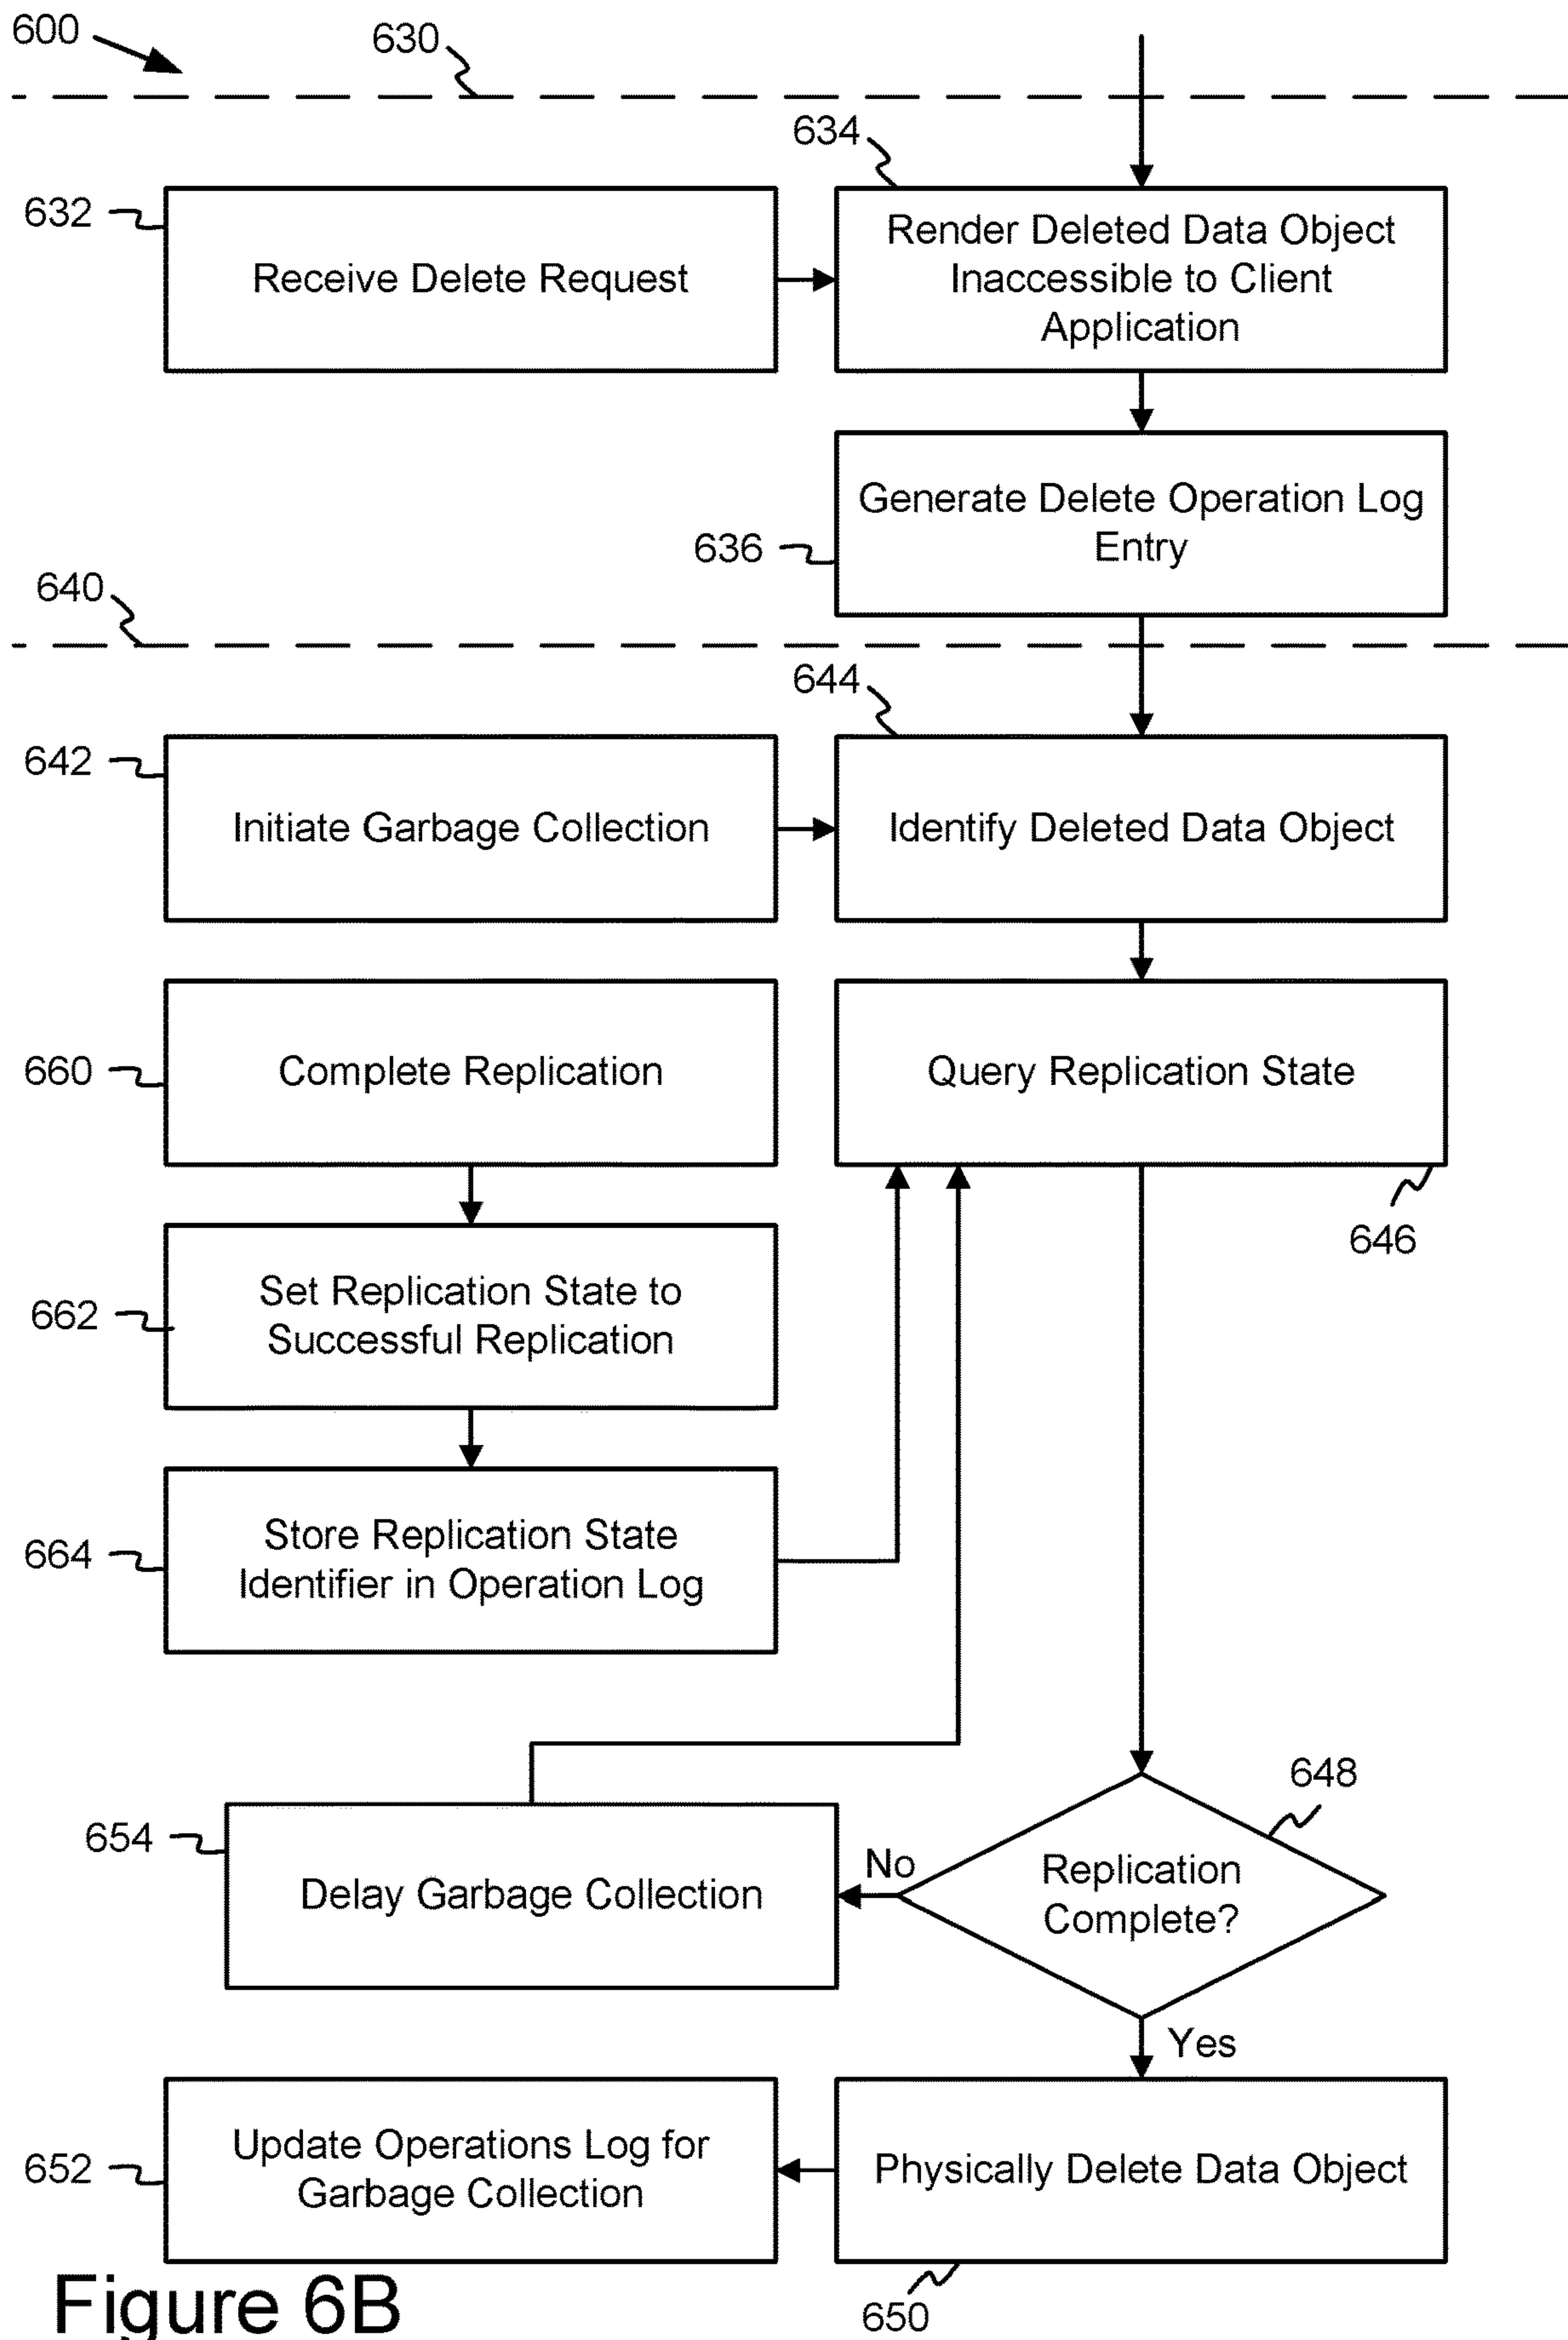 600
630
634
632
Receive Delete Request
Render Deleted Data Object
Inaccessible to Client
Application
636
Generate Delete Operation Log
Entry
640
644
642
Initiate Garbage Collection
Identify Deleted Data Object
660
Complete Replication
Query Replication State
646
662
Set Replication State to
Successful Replication
664
Store Replication State
Identifier in Operation Log
648
654
Delay Garbage Collection
No
Replication
Complete?
Yes
652
Update Operations Log for
Garbage Collection
Physically Delete Data Object
650
Figure 6B